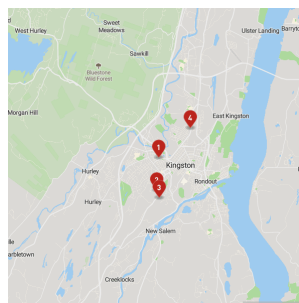 Sweet
Meadows
West Hurley
Ulster Landing
Barryto
Sawkill
Bluestone
Wild Forest
Morgan Hill
4
East Kingston
1
Kingston
Hurley
2
3
Rondout
Hurley
New Salem
lle
arbletown
Creeklocks